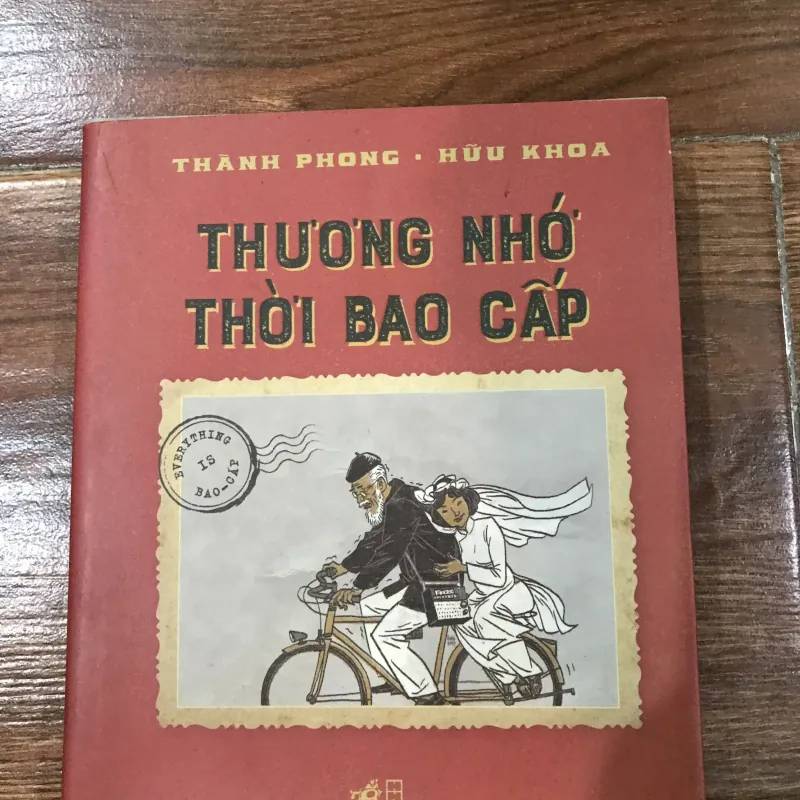 THÀNH PHONG · HỮU KHOA
THƯƠNG NHỚ
THỜI BAO CẤP
EVERYTHING
IS
BAO-CẤP